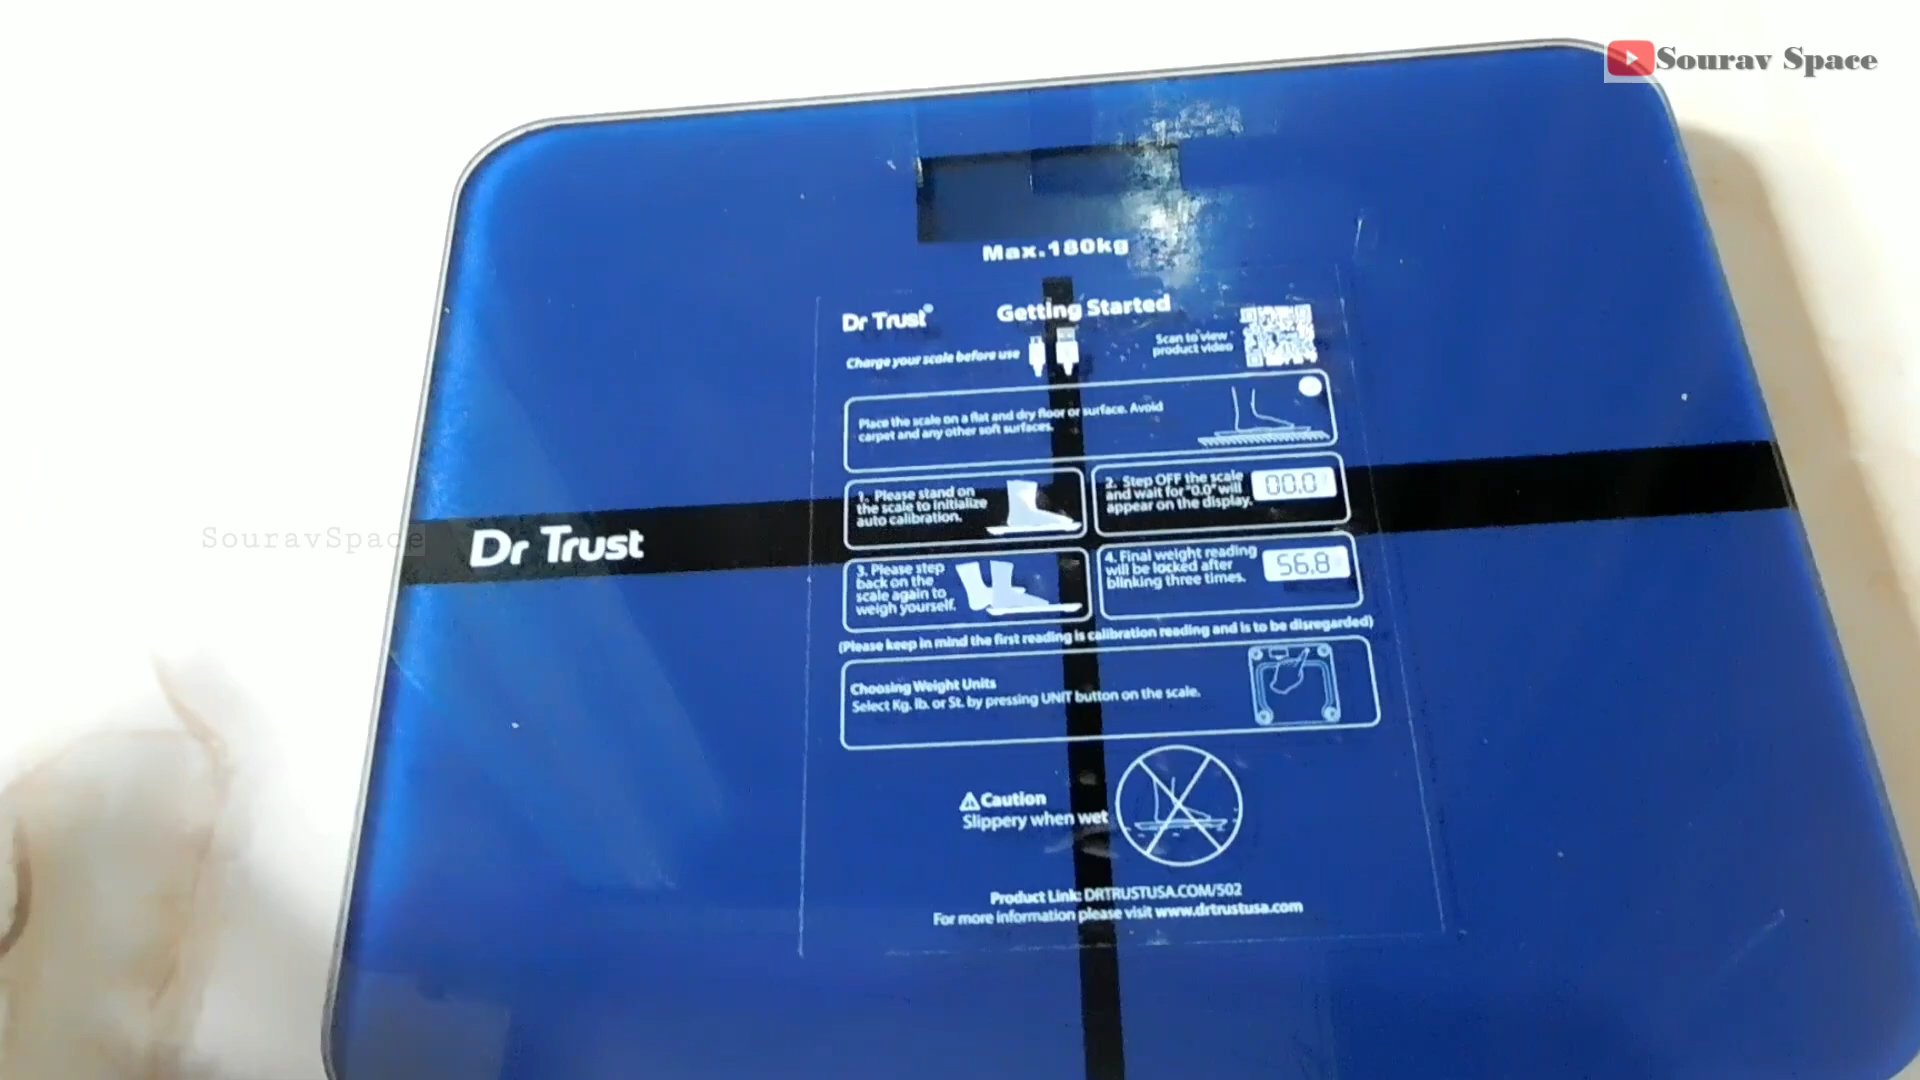 Sourav Space
Max.180kg
Dr Trust®
Getting Started
Charge your scale before use
Scan to view
product video
Place the scale on a flat and dry floor or surface. Avoid
carpet and any other soft surfaces.
1. Please stand on
the scale to initialize
auto calibration.
2. Step OFF the scale
and wait for "0.0" will
appear on the display.
00.0
SouravSpace
Dr Trust
3. Please step
back on the
scale again to
weigh yourself.
4. Final weight reading
will be locked after
blinking three times.
56.8
(Please keep in mind the first reading is calibration reading and is to be disregarded)
Choosing Weight Units
Select Kg. lb. or St. by pressing UNIT button on the scale.
Caution
Slippery when wet
Product Link: DRTRUSTUSA.COM/502
For more information please visit www.drtrustusa.com